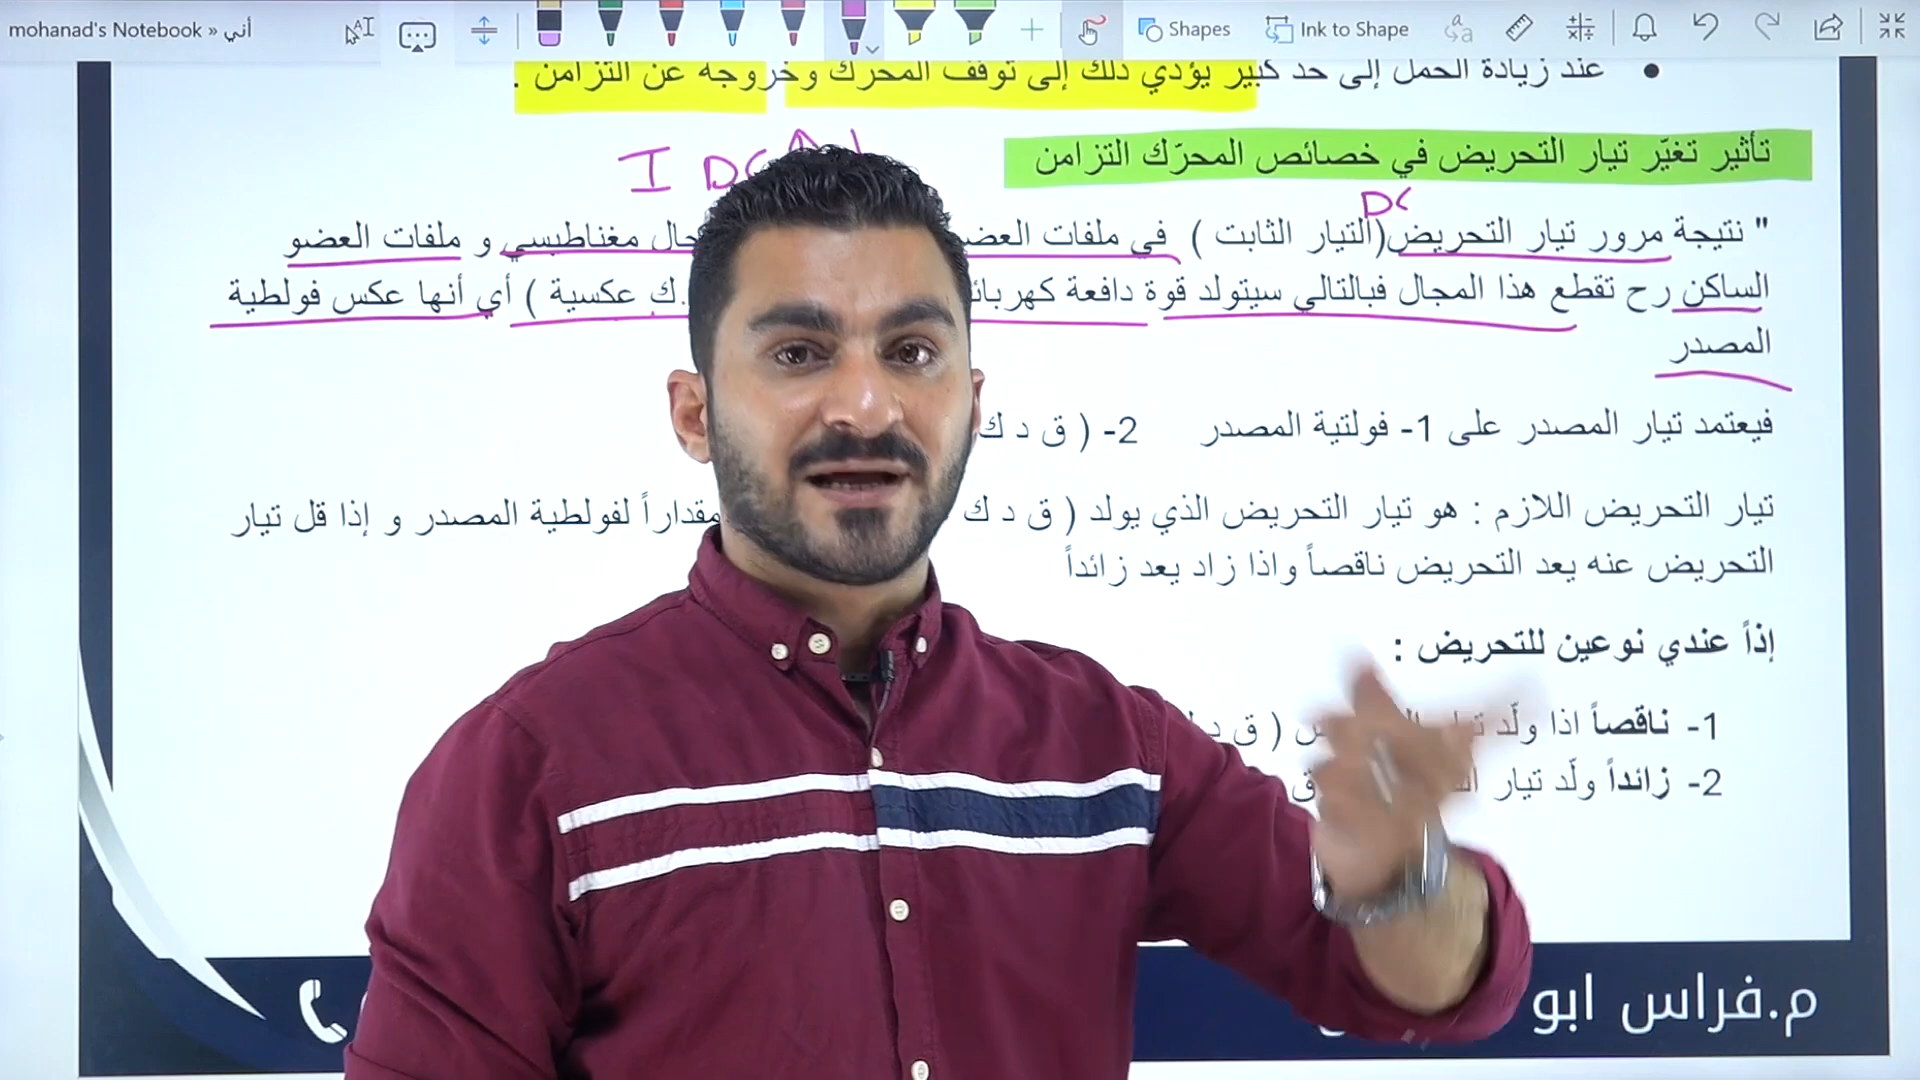 mohanad's Notebook » أني
Shapes
Ink to Shape
عند زيادة الحمل إلى حد كبير يؤدي ذلك إلى توقف المحرك وخروجه عن التزامن .
I DC
تأثير تغيّر تيار التحريض في خصائص المحرّك التزامن
DC
" نتيجة مرور تيار التحريض(التيار الثابت ) في ملفات العضو مجال مغناطيسي و ملفات العضو
الساكن رح تقطع هذا المجال فبالتالي سيتولد قوة دافعة عكسية ) أي أنها عكس فولطية
المصدر
فيعتمد تيار المصدر على 1- فولتية المصدر 2- ( ق د ك
تيار التحريض اللازم : هو تيار التحريض الذي يولد ( ق د ك مقداراً لفولطية المصدر و إذا قل تيار
التحريض عنه يعد التحريض ناقصاً واذا زاد يعد زائداً
إذاً عندي نوعين للتحريض :
1- ناقصاً اذا ولّد ( ق د
2- زائداً ولّد تيار
م.فراس ابو